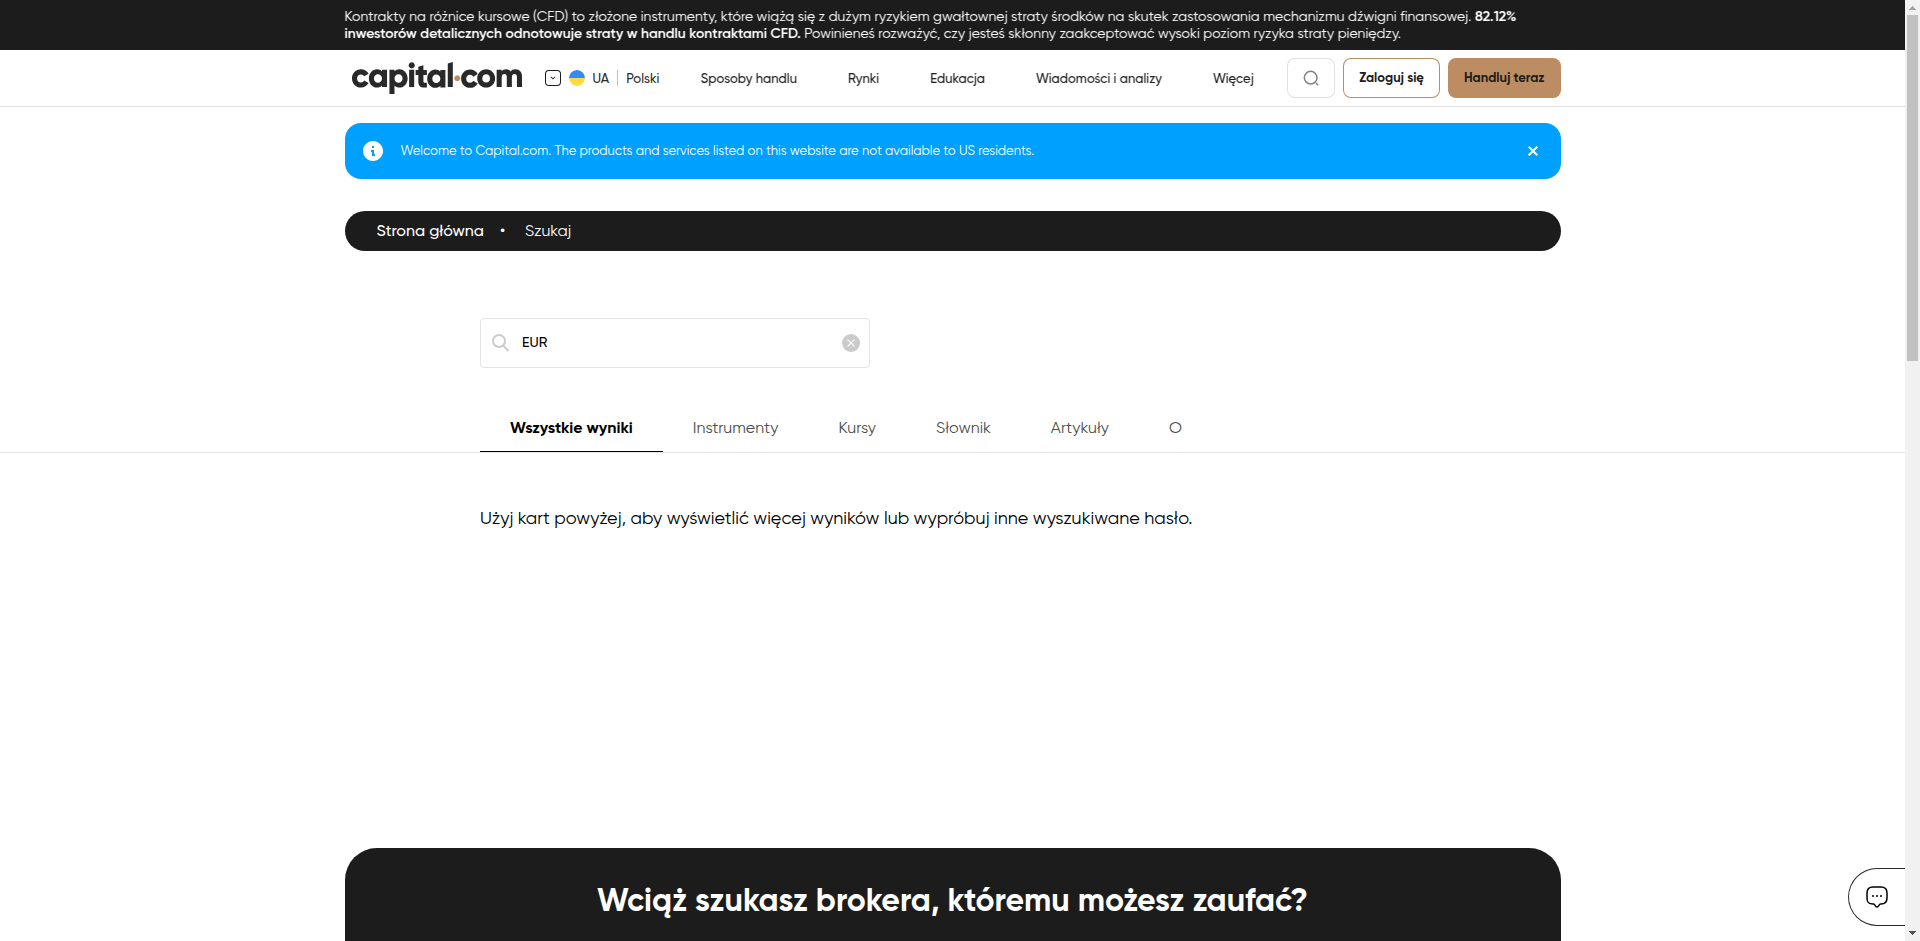 Kontrakty na różnice kursowe (CFD) to złożone instrumenty, które wiążą się z dużym ryzykiem gwałtownej straty środków na skutek zastosowania mechanizmu dźwigni finansowej. 82.12%
inwestorów detalicznych odnotowuje straty w handlu kontraktami CFD. Powinieneś rozważyć, czy jesteś skłonny zaakceptować wysoki poziom ryzyka straty pieniędzy.
capital.com UA Polski Sposoby handlu Rynki Edukacja Wiadomości i analizy Więcej Zaloguj się Handluj teraz
Welcome to Capital.com. The products and services listed on this website are not available to US residents.
Strona główna • Szukaj
EUR
Wszystkie wyniki Instrumenty Kursy Słownik Artykuły O
Użyj kart powyżej, aby wyświetlić więcej wyników lub wypróbuj inne wyszukiwane hasło.
Wciąż szukasz brokera, któremu możesz zaufać?